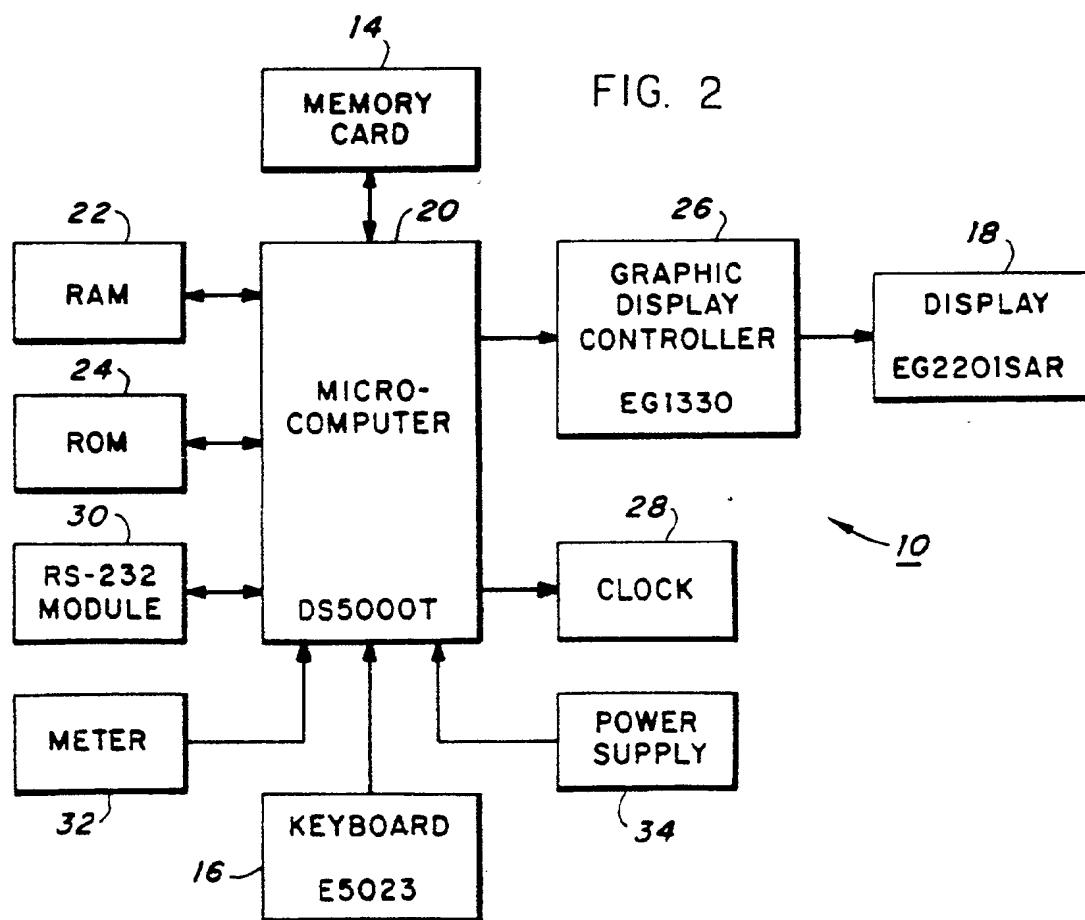 14
MEMORY
CARD
FIG. 2
22
RAM
20
MICRO-
COMPUTER
DS5000T
26
GRAPHIC
DISPLAY
CONTROLLER
EG1330
18
DISPLAY
EG2201SAR
24
ROM
30
RS-232
MODULE
28
CLOCK
10
METER
32
KEYBOARD
E5023
16
POWER
SUPPLY
34